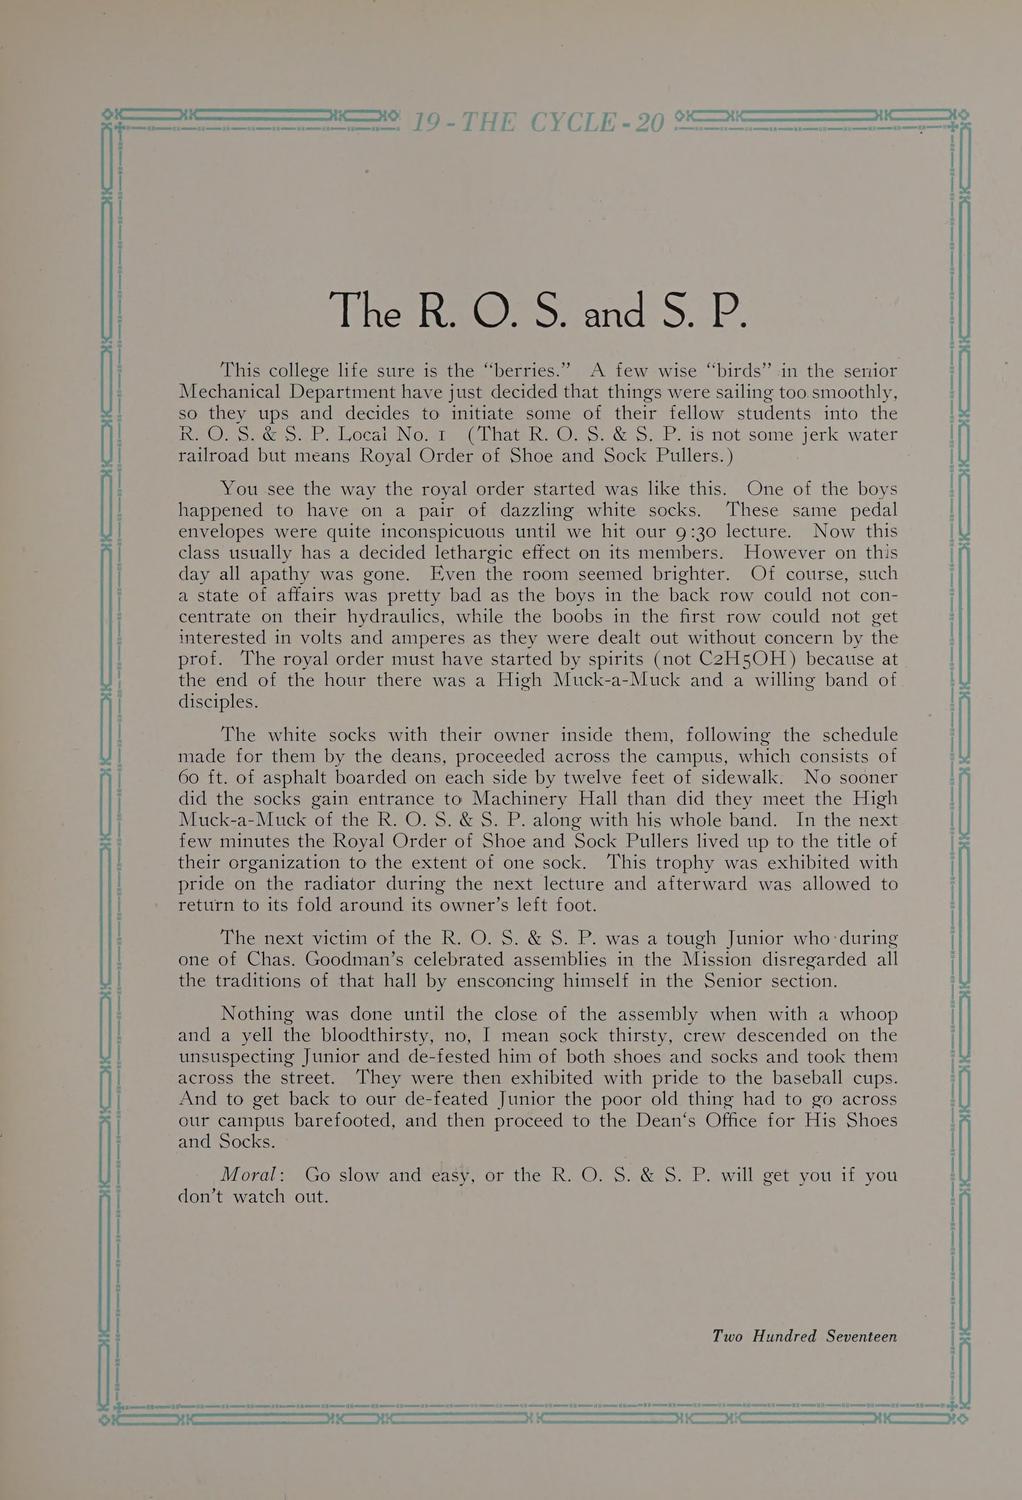 19-THE CYCLE-20
The R. O. S. and S. P.
This college life sure is the “berries.” A few wise “birds” in the senior
Mechanical Department have just decided that things were sailing too smoothly,
so they ups and decides to initiate some of their fellow students into the
R. O. S. & S. P. Local No. 1 (That R. O. S. & S. P. is not some jerk water
railroad but means Royal Order of Shoe and Sock Pullers.)
You see the way the royal order started was like this. One of the boys
happened to have on a pair of dazzling white socks. These same pedal
envelopes were quite inconspicuous until we hit our 9:30 lecture. Now this
class usually has a decided lethargic effect on its members. However on this
day all apathy was gone. Even the room seemed brighter. Of course, such
a state of affairs was pretty bad as the boys in the back row could not con-
centrate on their hydraulics, while the boobs in the first row could not get
interested in volts and amperes as they were dealt out without concern by the
prof. The royal order must have started by spirits (not C2H5OH) because at
the end of the hour there was a High Muck-a-Muck and a willing band of
disciples.
The white socks with their owner inside them, following the schedule
made for them by the deans, proceeded across the campus, which consists of
60 ft. of asphalt boarded on each side by twelve feet of sidewalk. No sooner
did the socks gain entrance to Machinery Hall than did they meet the High
Muck-a-Muck of the R. O. S. & S. P. along with his whole band. In the next
few minutes the Royal Order of Shoe and Sock Pullers lived up to the title of
their organization to the extent of one sock. This trophy was exhibited with
pride on the radiator during the next lecture and afterward was allowed to
return to its fold around its owner’s left foot.
The next victim of the R. O. S. & S. P. was a tough Junior who during
one of Chas. Goodman’s celebrated assemblies in the Mission disregarded all
the traditions of that hall by ensconcing himself in the Senior section.
Nothing was done until the close of the assembly when with a whoop
and a yell the bloodthirsty, no, I mean sock thirsty, crew descended on the
unsuspecting Junior and de-fested him of both shoes and socks and took them
across the street. They were then exhibited with pride to the baseball cups.
And to get back to our de-feated Junior the poor old thing had to go across
our campus barefooted, and then proceed to the Dean‘s Office for His Shoes
and Socks.
Moral: Go slow and easy, or the R. O. S. & S. P. will get you if you
don’t watch out.
Two Hundred Seventeen